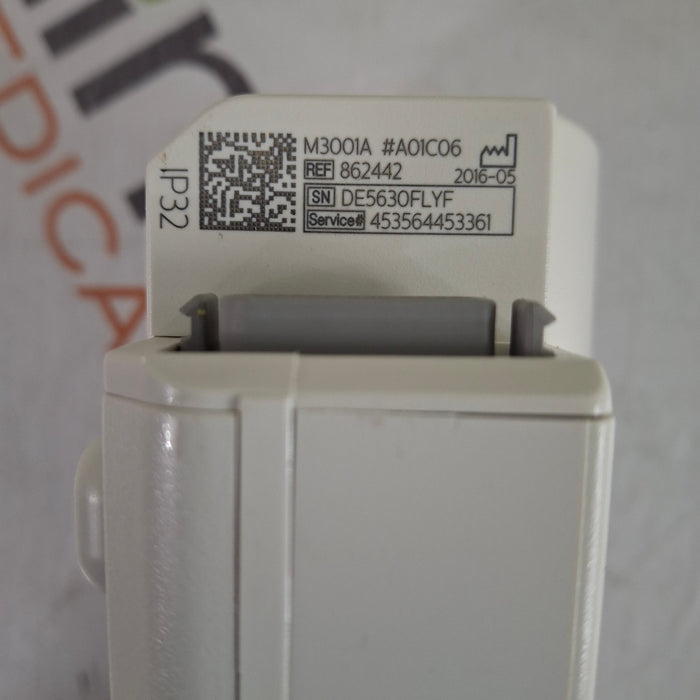 M3001A #A01C06
REF 862442
2016-05
SN DE5630FLYF
Service# 453564453361
IP32